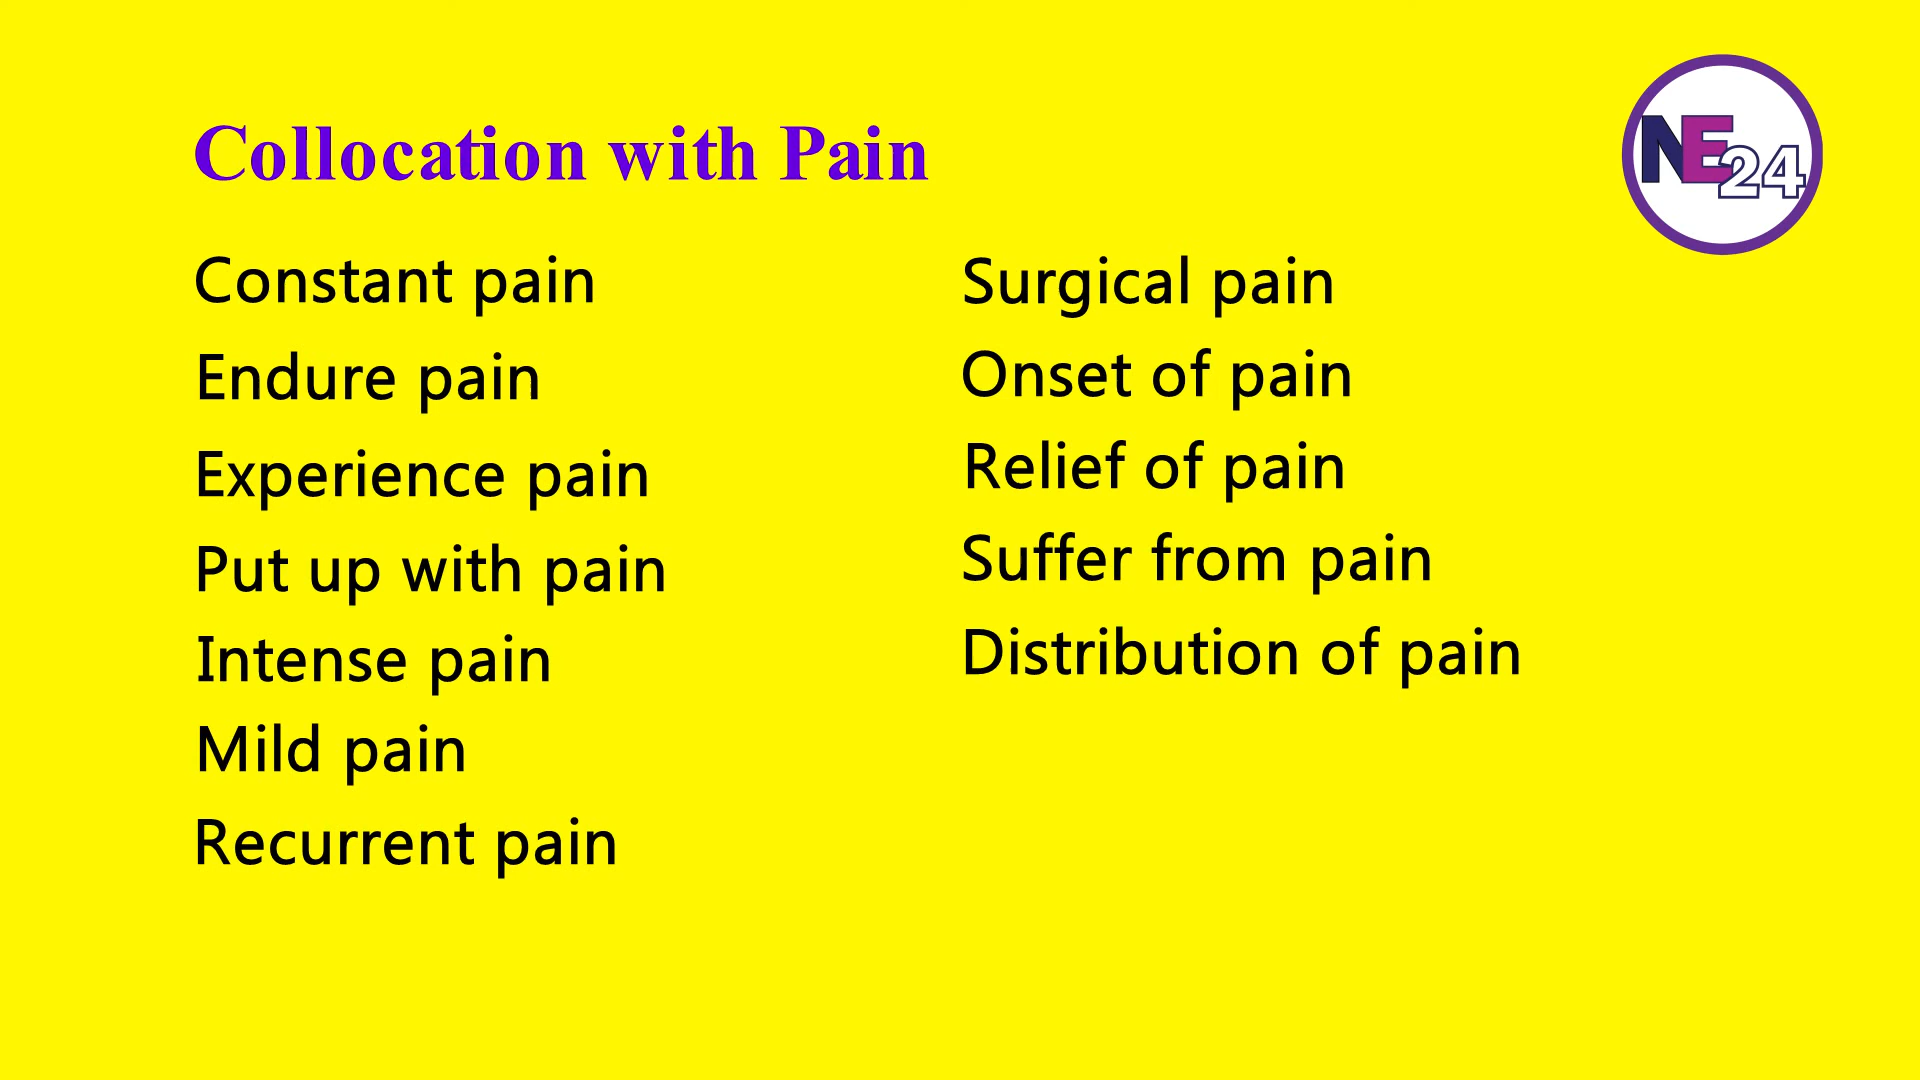 Collocation with Pain
NE24
Constant pain
Endure pain
Experience pain
Put up with pain
Intense pain
Mild pain
Recurrent pain
Surgical pain
Onset of pain
Relief of pain
Suffer from pain
Distribution of pain